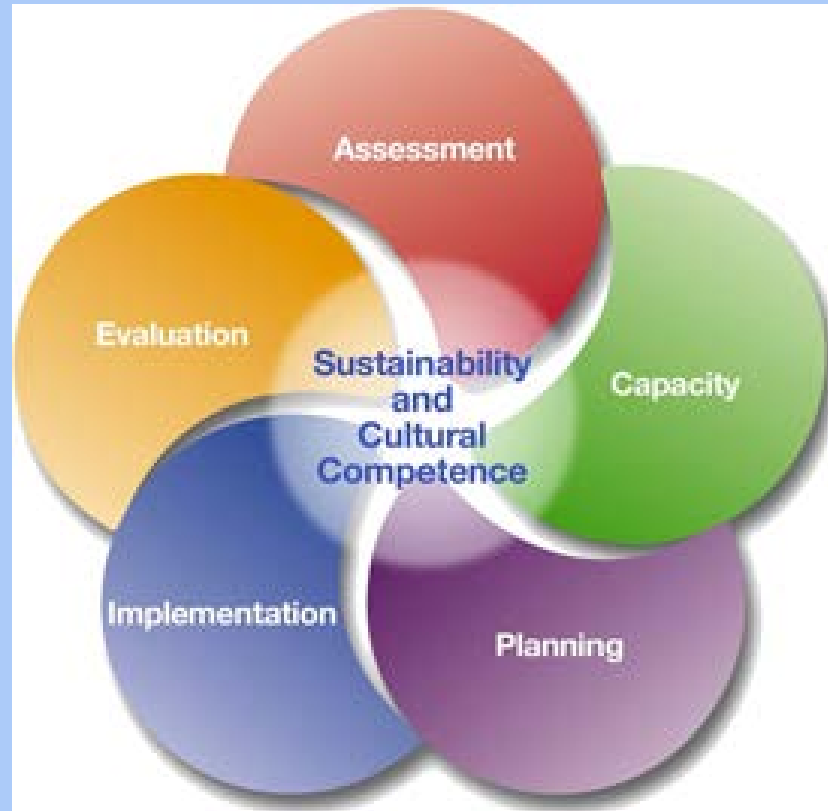 Assessment
Capacity
Planning
Implementation
Evaluation
Sustainability
and
Cultural
Competence